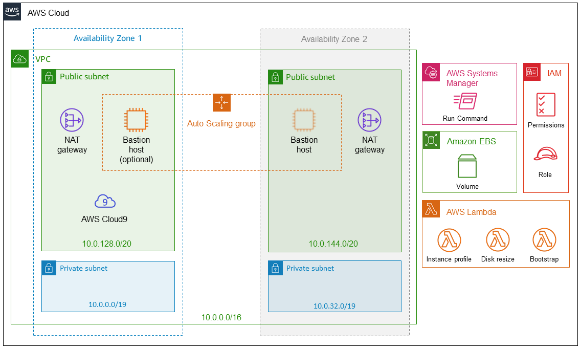 aws
AWS Cloud
Availability Zone 1
Availability Zone 2
VPC
Public subnet
Public subnet
Auto Scaling group
NAT
gateway
Bastion
host
(optional)
Bastion
host
NAT
gateway
9
AWS Cloud9
10.0.128.0/20
10.0.144.0/20
Private subnet
Private subnet
10.0.0.0/19
10.0.32.0/19
10.0.0.0/16
AWS Systems
Manager
Run Command
IAM
Permissions
Role
Amazon EBS
Volume
AWS Lambda
Instance profile
Disk resize
Bootstrap